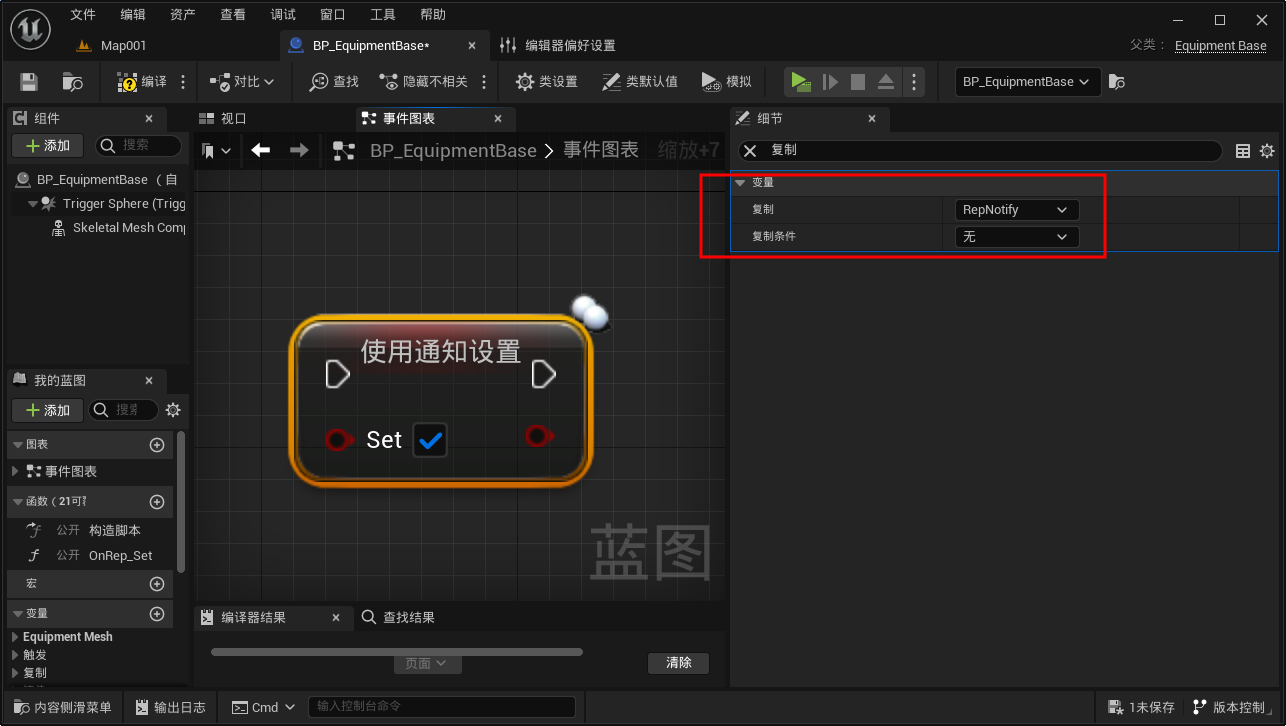 文件 编辑 资产 查看 调试 窗口 工具 帮助
Map001 BP_EquipmentBase* 编辑器偏好设置 父类： Equipment Base
编译 对比 查找 隐藏不相关 类设置 类默认值 模拟 BP_EquipmentBase
组件 视口 事件图表 细节
添加 搜索 BP_EquipmentBase 事件图表 缩放+7 复制
BP_EquipmentBase （自
Trigger Sphere (Trigg
Skeletal Mesh Comp
变量
复制 RepNotify
复制条件 无
使用通知设置
Set
蓝图
我的蓝图
添加 搜索
图表
事件图表
函数（21可
公开 构造脚本
公开 OnRep_Set
宏
变量
Equipment Mesh
触发
复制
编译器结果 查找结果
页面 清除
内容侧滑菜单 输出日志 Cmd 输入控制台命令 1未保存 版本控制